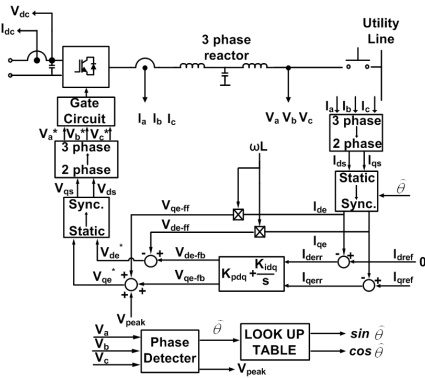 Vdc
Idc
3 phase
reactor
Utility
Line
Gate
Circuit
Ia Ib Ic
Va Vb Vc
Ia Ib Ic
Va* Vb* Vc*
3 phase
2 phase
3 phase
2 phase
Ids Iqs
Vqs Vds
ωL
Static
Sync.
θ̂
Sync.
Static
Vqe-ff
Ide
Vde-ff
Iqe
Vde* - + Vde-fb
Kpdq + Kidq/s
Iderr - + Idref 0
Vqe* + + + Vqe-fb
Iqerr - + Iqref
Vpeak
Va
Vb
Vc
Phase
Detecter
θ̂
LOOK UP
TABLE
sin θ̂
cos θ̂
Vpeak